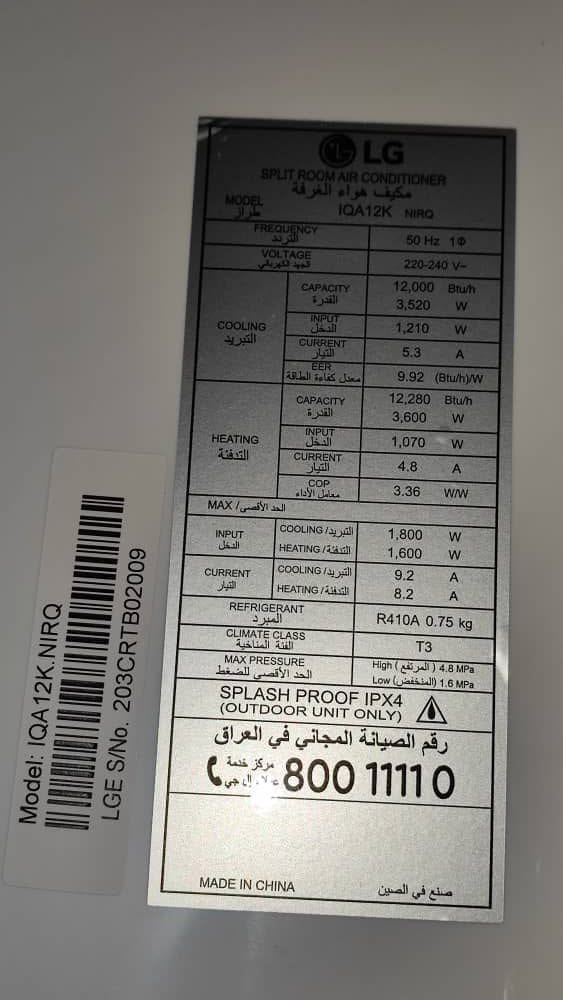 LG
SPLIT ROOM AIR CONDITIONER
مكيف هواء الغرفة
MODEL IQA12K NIRQ
طراز
FREQUENCY 50 Hz 1Φ
التردد
VOLTAGE 220-240 V~
الجهد الكهربائي
COOLING
التبريد
CAPACITY 12,000 Btu/h
القدرة 3,520 W
INPUT 1,210 W
الدخل
CURRENT 5.3 A
التيار
EER 9.92 (Btu/h)/W
معدل كفاءة الطاقة
HEATING
التدفئة
CAPACITY 12,280 Btu/h
القدرة 3,600 W
INPUT 1,070 W
الدخل
CURRENT 4.8 A
التيار
COP 3.36 W/W
معامل الأداء
MAX / الحد الأقصى
INPUT
الدخل
COOLING / التبريد 1,800 W
HEATING / التدفئة 1,600 W
CURRENT
التيار
COOLING / التبريد 9.2 A
HEATING / التدفئة 8.2 A
REFRIGERANT R410A 0.75 kg
المبرد
CLIMATE CLASS T3
الفئة المناخية
MAX PRESSURE High ( المرتفع ) 4.8 MPa
الحد الأقصى للضغط Low (المنخفض) 1.6 MPa
SPLASH PROOF IPX4
(OUTDOOR UNIT ONLY)
رقم الصيانة المجاني في العراق
مركز خدمة
ال جي
800 11110
MADE IN CHINA صنع في الصين
Model: IQA12K.NIRQ
LGE S/No. 203CRTB02009